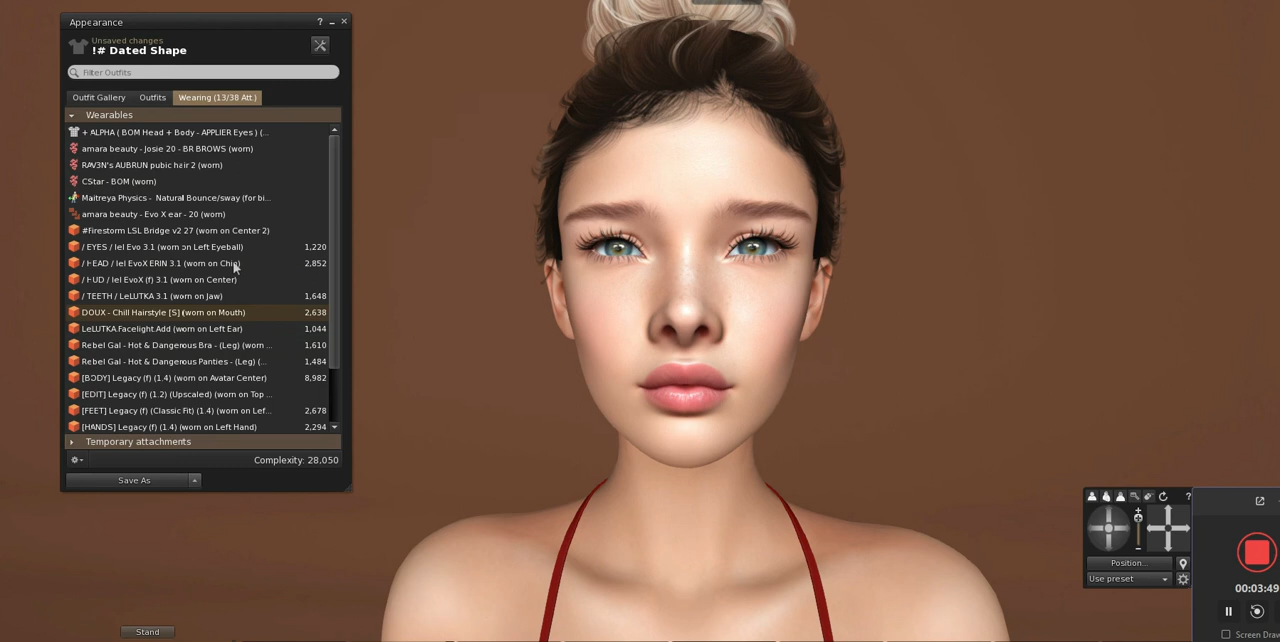 Appearance
?
Unsaved changes
!# Dated Shape
Filter Outfits
Outfit Gallery Outfits Wearing (13/38 Att.)
Wearables
+ ALPHA ( BOM Head + Body - APPLIER Eyes ) (...
amara beauty - Josie 20 - BR BROWS (worn)
RAV3N's AUBRUN pubic hair 2 (worn)
CStar - BOM (worn)
Maitreya Physics - Natural Bounce/sway (for bi...
amara beauty - Evo X ear - 20 (worn)
#Firestorm LSL Bridge v2 27 (worn on Center 2)
/ EYES / lel Evo 3.1 (worn on Left Eyeball) 1,220
/ HEAD / lel EvoX ERIN 3.1 (worn on Chin) 2,852
/ HUD / lel EvoX (f) 3.1 (worn on Center)
/ TEETH / LeLUTKA 3.1 (worn on Jaw) 1,648
DOUX - Chill Hairstyle [S] (worn on Mouth) 2,638
LeLUTKA.Facelight.Add (worn on Left Ear) 1,044
Rebel Gal - Hot & Dangerous Bra - (Leg) (worn ... 1,610
Rebel Gal - Hot & Dangerous Panties - (Leg) (... 1,484
[BODY] Legacy (f) (1.4) (worn on Avatar Center) 8,982
[EDIT] Legacy (f) (1.2) (Upscaled) (worn on Top ...
[FEET] Legacy (f) (Classic Fit) (1.4) (worn on Lef... 2,678
[HANDS] Legacy (f) (1.4) (worn on Left Hand) 2,294
Temporary attachments
Complexity: 28,050
Save As
Stand
?
Position...
Use preset
00:03:49
Screen Draw